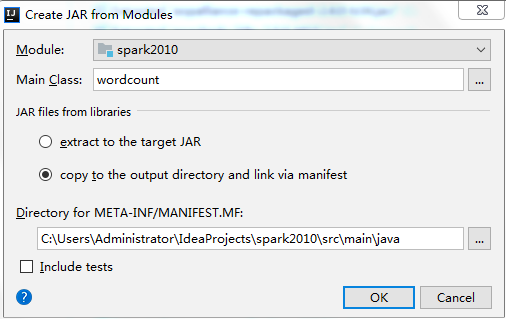 Create JAR from Modules
Module: spark2010
Main Class: wordcount ...
JAR files from libraries
extract to the target JAR
copy to the output directory and link via manifest
Directory for META-INF/MANIFEST.MF:
C:\Users\Administrator\IdeaProjects\spark2010\src\main\java ...
Include tests
? OK Cancel